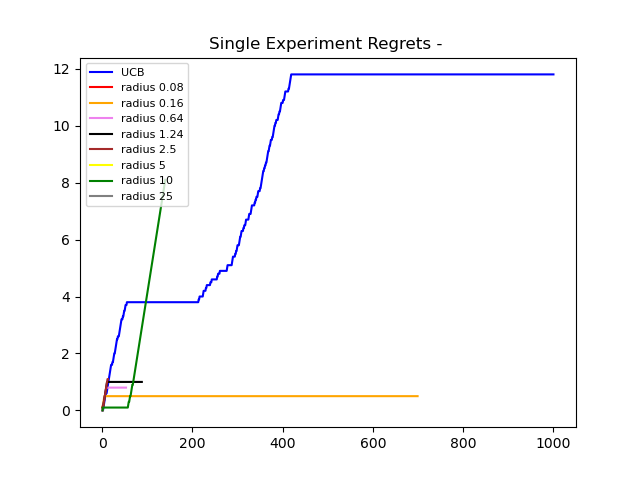 Single Experiment Regrets -
12
10
8
6
4
2
0
UCB
radius 0.08
radius 0.16
radius 0.64
radius 1.24
radius 2.5
radius 5
radius 10
radius 25
0 200 400 600 800 1000